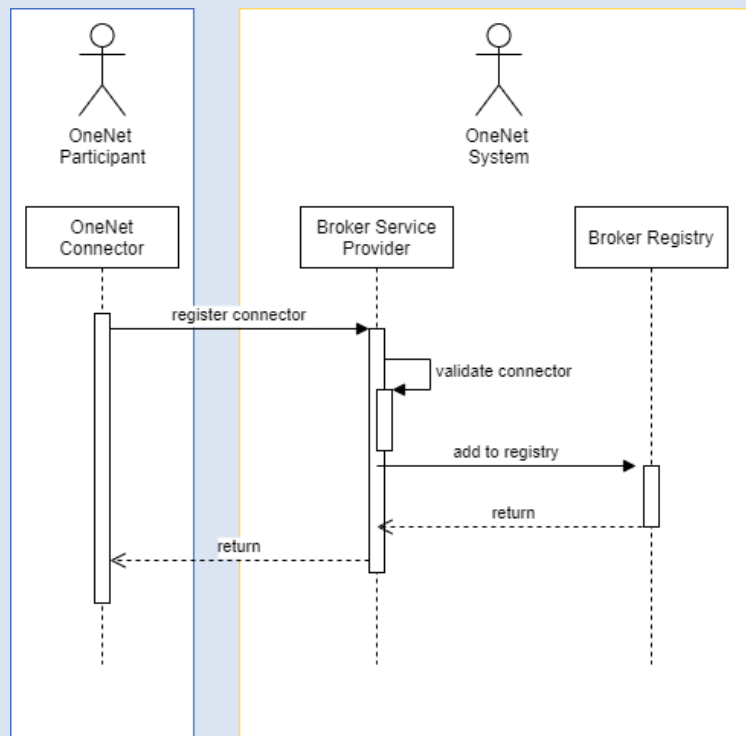 OneNet
Participant
OneNet
System
OneNet
Connector
Broker Service
Provider
Broker Registry
register connector
validate connector
add to registry
return
return